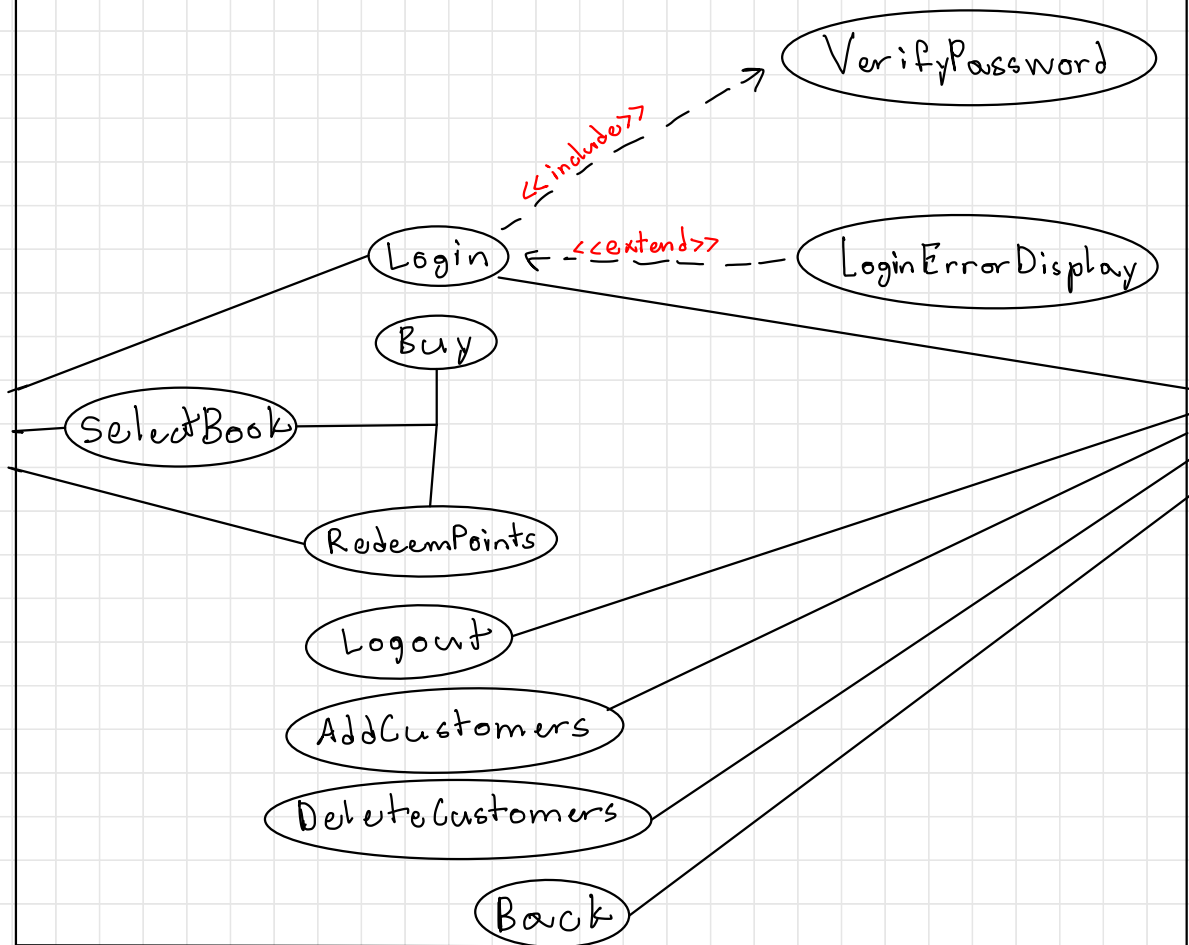 VerifyPassword
<<include>>
Login
<<extend>>
LoginErrorDisplay
Buy
SelectBook
RedeemPoints
Logout
AddCustomers
DeleteCustomers
Back